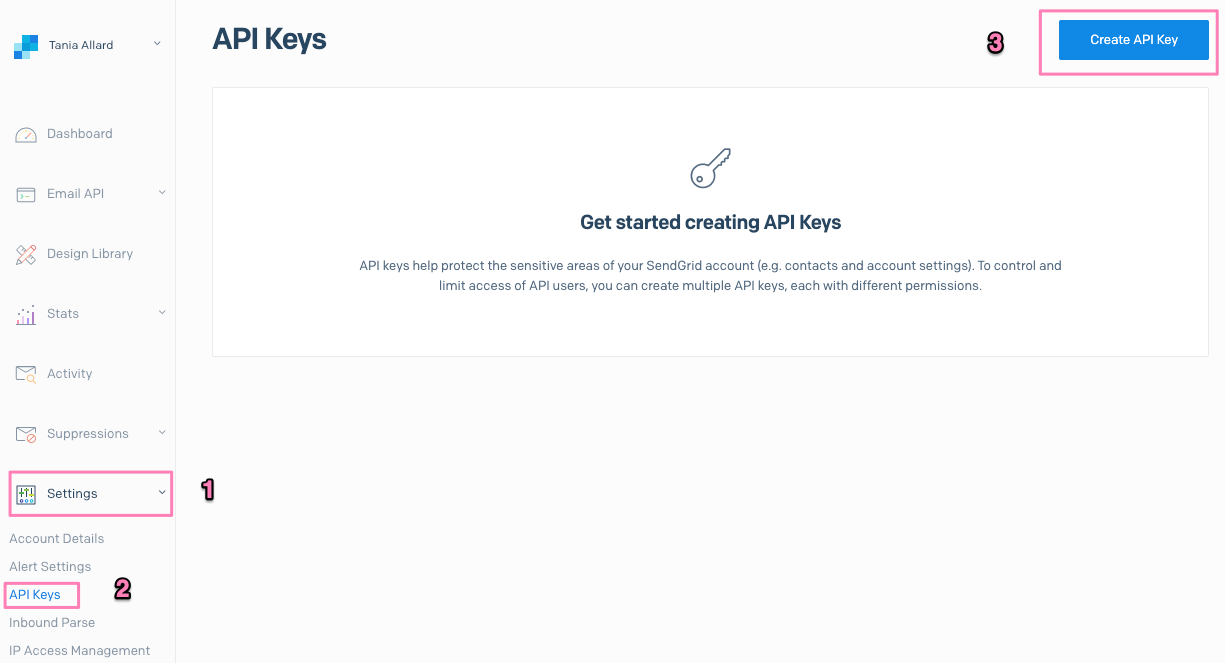 Tania Allard
Dashboard
Email API
Design Library
Stats
Activity
Suppressions
Settings
1
Account Details
Alert Settings
API Keys
2
Inbound Parse
IP Access Management
API Keys
3
Create API Key
Get started creating API Keys
API keys help protect the sensitive areas of your SendGrid account (e.g. contacts and account settings). To control and
limit access of API users, you can create multiple API keys, each with different permissions.